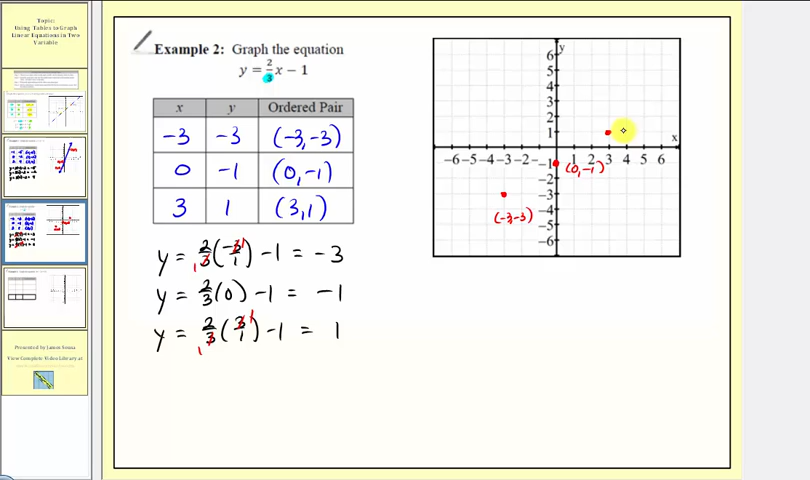 Topic:
Using Tables to Graph
Linear Equations in Two
Variable
Presented by James Sousa
View Complete Video Library at
Example 2: Graph the equation
y = 2/3 x − 1
x y Ordered Pair
−3 −3 (−3,−3)
0 −1 (0,−1)
3 1 (3,1)
y = 2/3 (−3/1) −1 = −3
y = 2/3 (0) −1 = −1
y = 2/3 (3/1) −1 = 1
y
6
5
4
3
2
1
x
−6 −5 −4 −3 −2 −1 1 2 3 4 5 6
(0,−1)
−2
−3
(−3−3)
−4
−5
−6